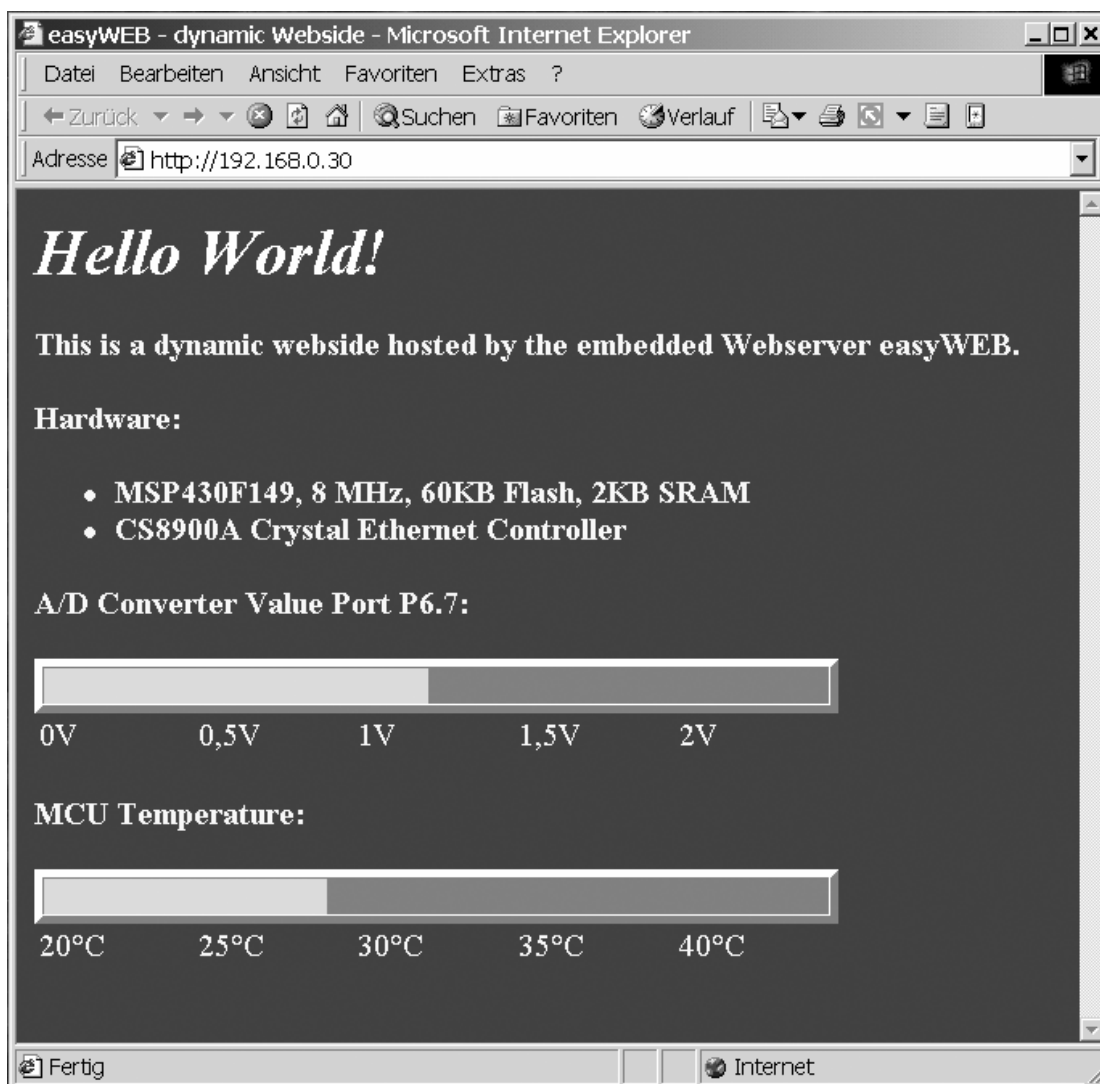 easyWEB - dynamic Webside - Microsoft Internet Explorer
Datei Bearbeiten Ansicht Favoriten Extras ?
Zurück Suchen Favoriten Verlauf
Adresse http://192.168.0.30
Hello World!
This is a dynamic webside hosted by the embedded Webserver easyWEB.
Hardware:
• MSP430F149, 8 MHz, 60KB Flash, 2KB SRAM
• CS8900A Crystal Ethernet Controller
A/D Converter Value Port P6.7:
0V 0,5V 1V 1,5V 2V
MCU Temperature:
20°C 25°C 30°C 35°C 40°C
Fertig Internet